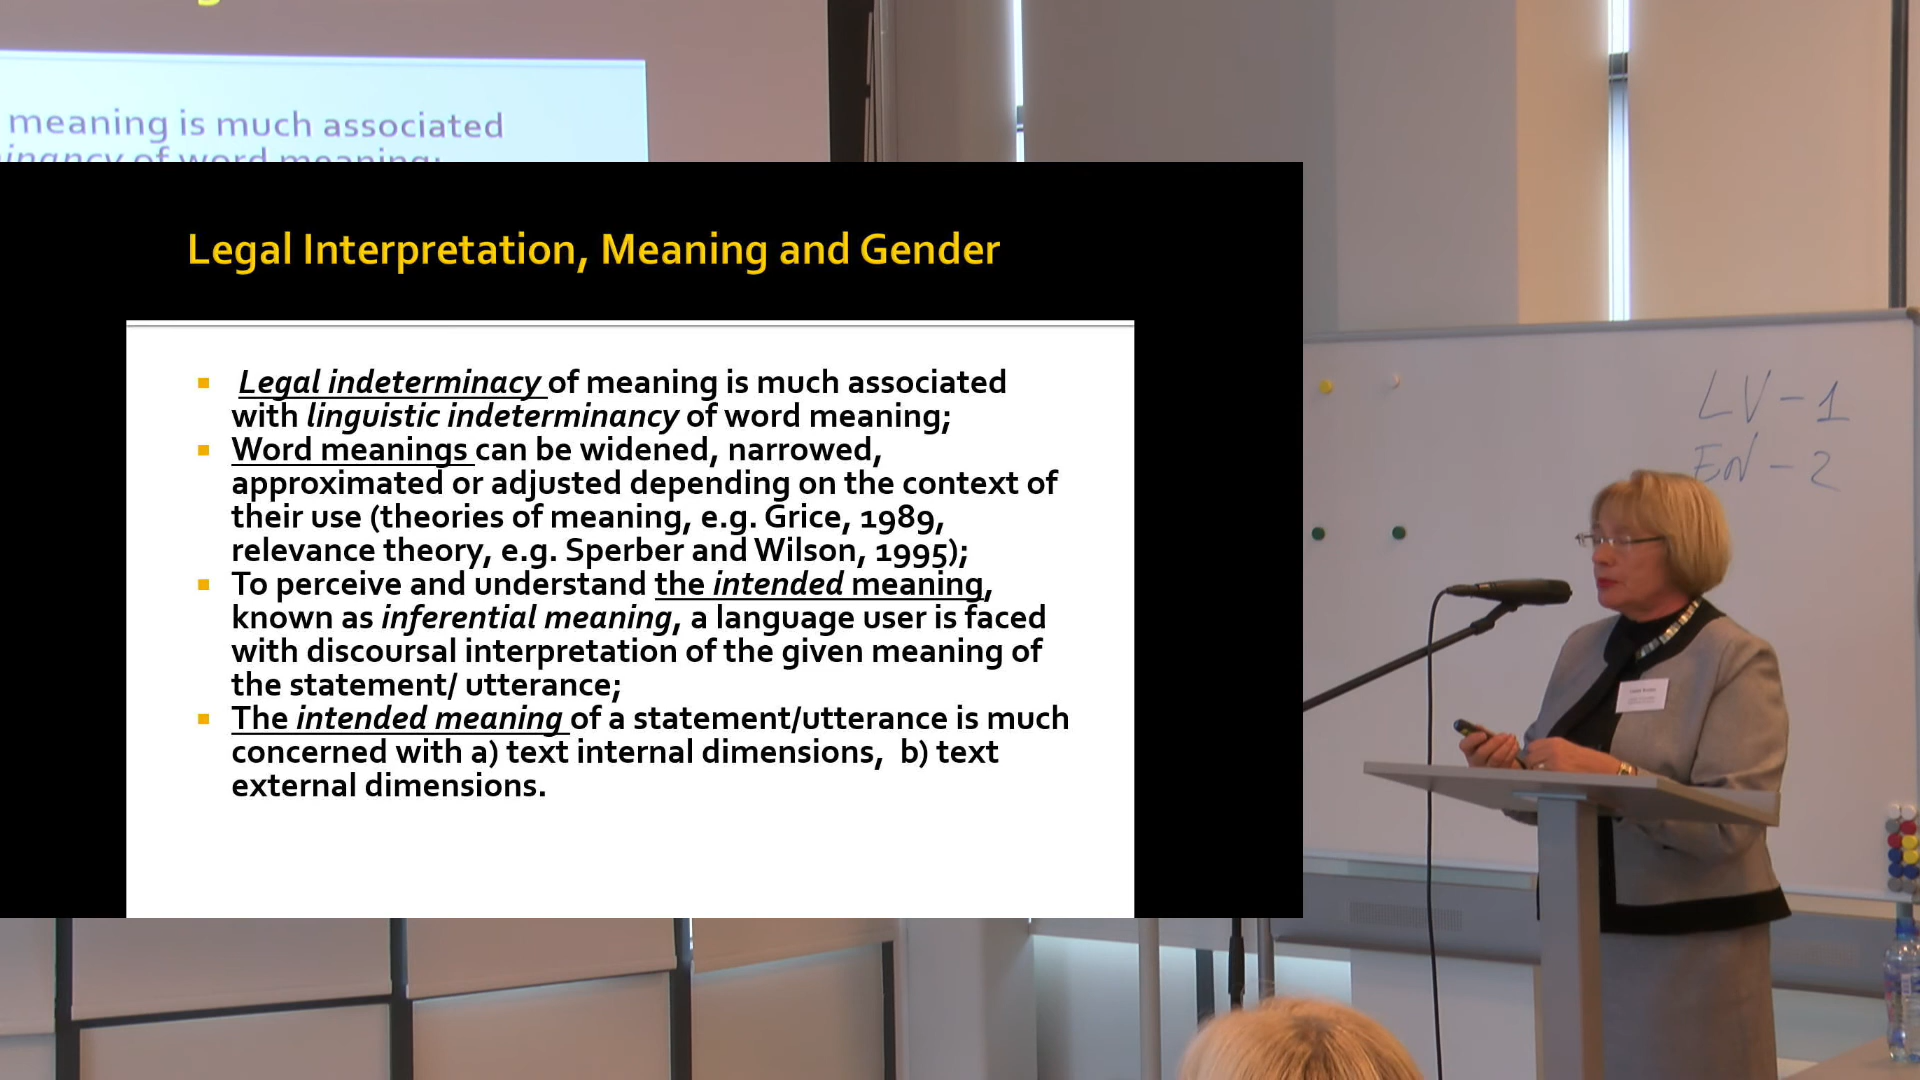 meaning is much associated
of word meaning;
Legal Interpretation, Meaning and Gender
Legal indeterminacy of meaning is much associated
with linguistic indeterminancy of word meaning;
Word meanings can be widened, narrowed,
approximated or adjusted depending on the context of
their use (theories of meaning, e.g. Grice, 1989,
relevance theory, e.g. Sperber and Wilson, 1995);
To perceive and understand the intended meaning,
known as inferential meaning, a language user is faced
with discoursal interpretation of the given meaning of
the statement/ utterance;
The intended meaning of a statement/utterance is much
concerned with a) text internal dimensions, b) text
external dimensions.
LV-1
EN-2